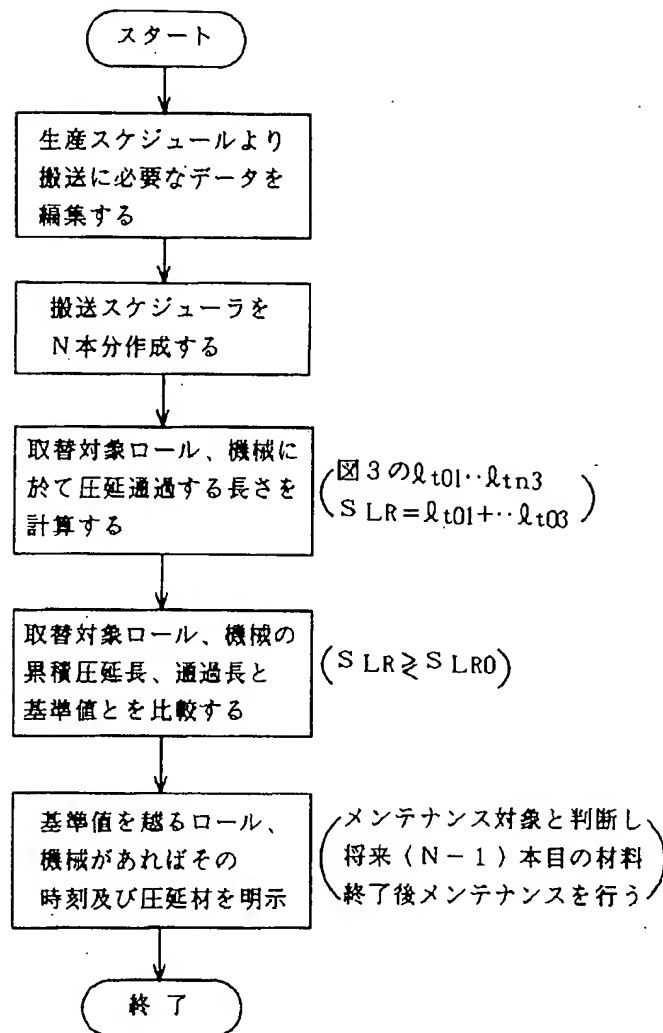 スタート
生産スケジュールより
搬送に必要なデータを
編集する
搬送スケジューラを
N本分作成する
取替対象ロール、機械に
於て圧延通過する長さを
計算する
(図3のℓt01‥ℓtn3
SLR=ℓt01+‥ℓt03)
取替対象ロール、機械の
累積圧延長、通過長と
基準値とを比較する
(SLR≷SLR0)
基準値を越るロール、
機械があればその
時刻及び圧延材を明示
(メンテナンス対象と判断し
将来(N-1)本目の材料
終了後メンテナンスを行う)
終了